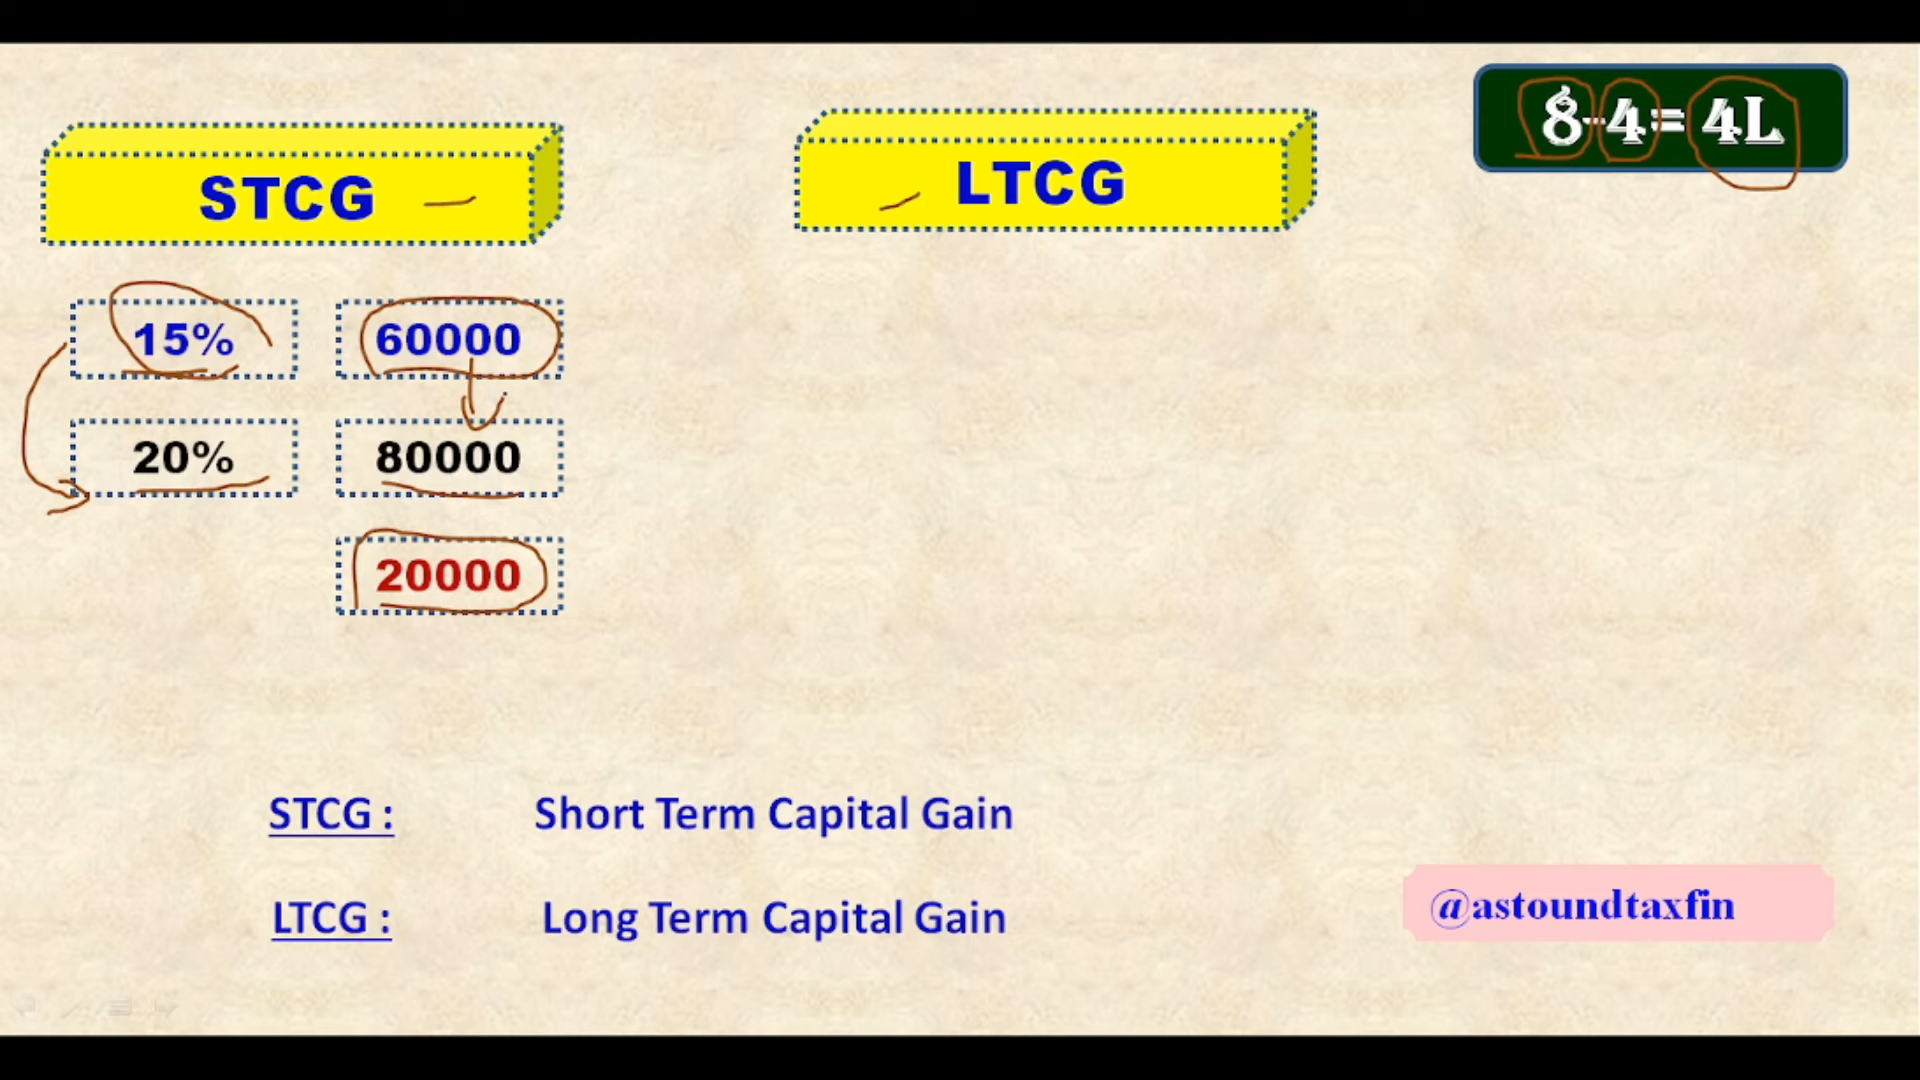 8-4=4L
STCG
LTCG
15% 60000
20% 80000
20000
STCG : Short Term Capital Gain
LTCG : Long Term Capital Gain
@astoundtaxfin